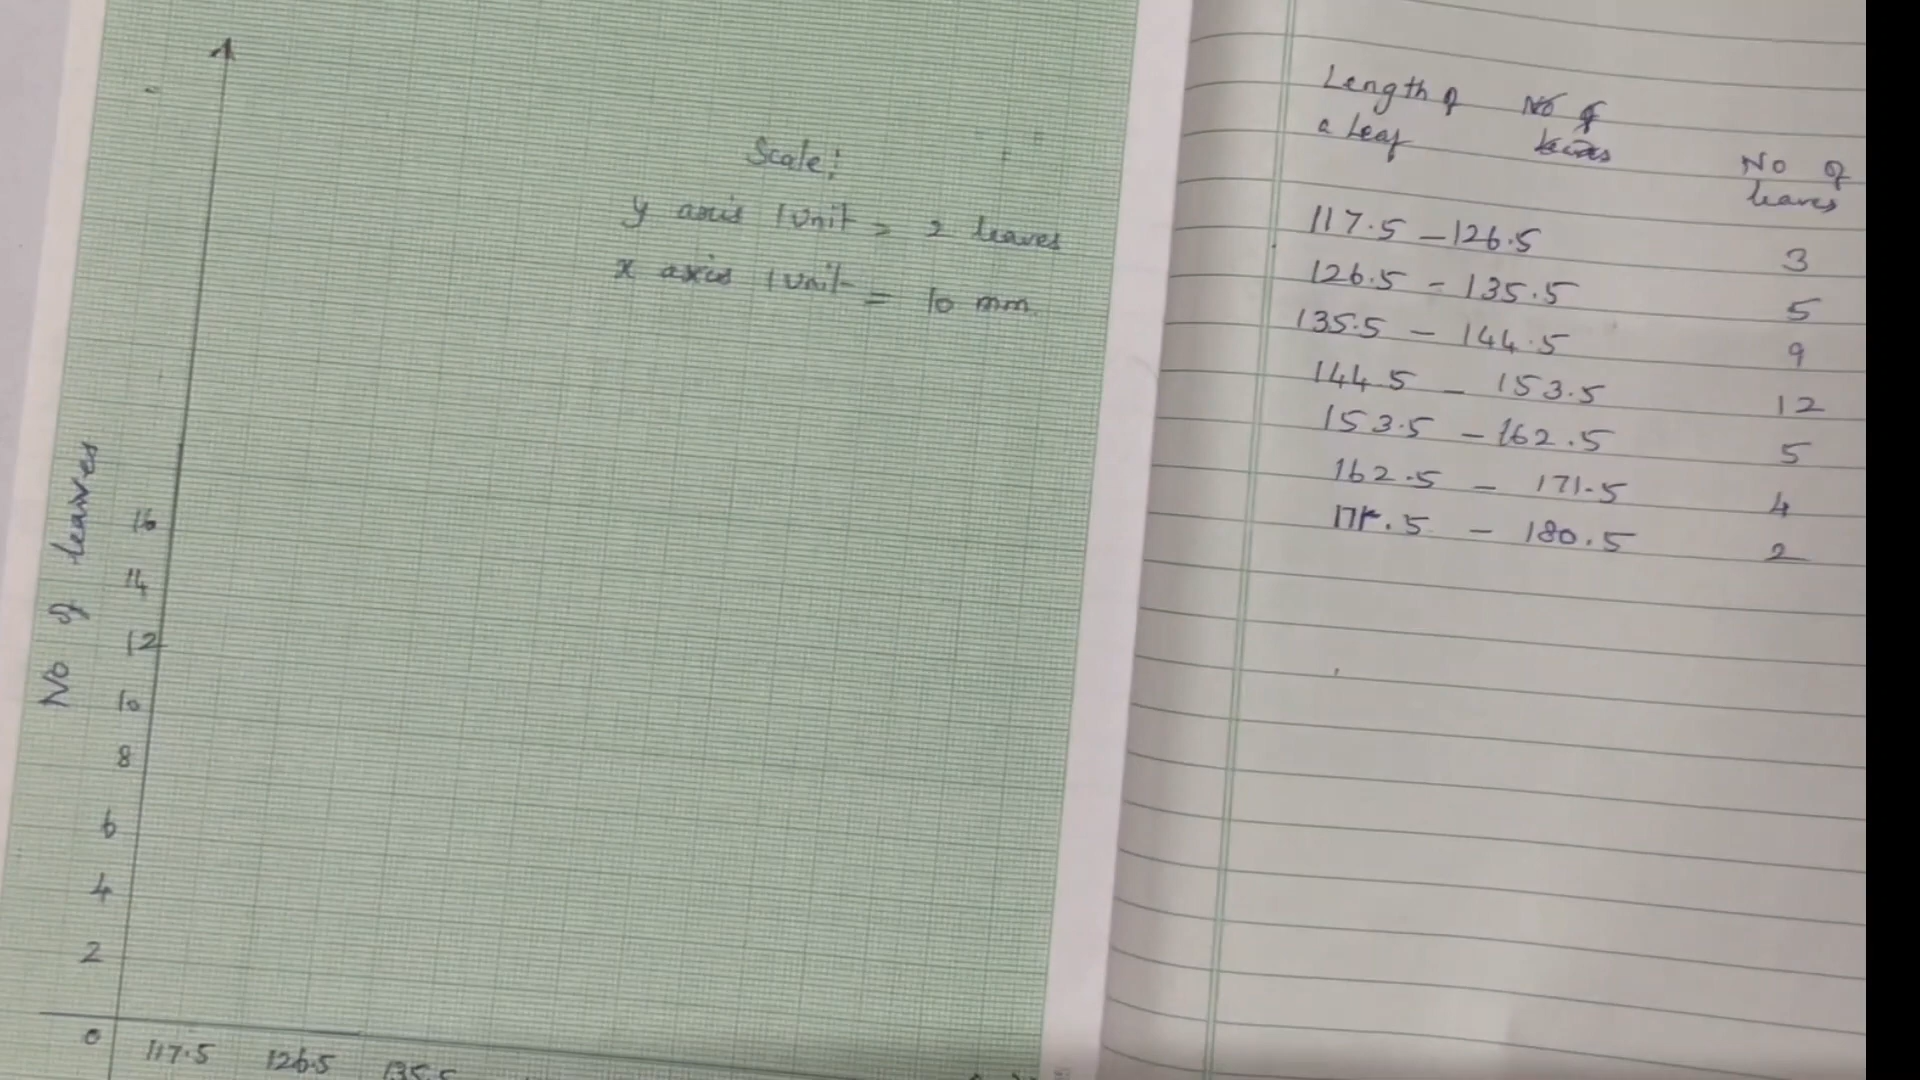 Scale:
y axis 1 unit = 2 leaves
x axis 1 unit = 10 mm
No of leaves
16
14
12
10
8
6
4
2
0
117.5 126.5 135.5
Length of No of
a leaf
No of
leaves
117.5 – 126.5 3
126.5 – 135.5 5
135.5 – 144.5 9
144.5 – 153.5 12
153.5 – 162.5 5
162.5 – 171.5 4
171.5 – 180.5 2